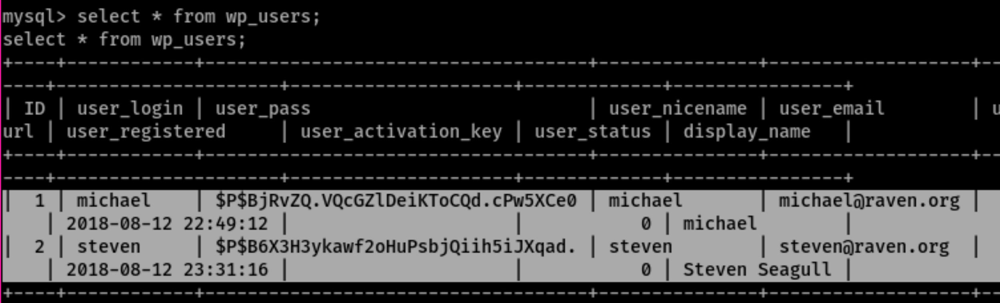 mysql> select * from wp_users;
select * from wp_users;
+----+------------+------------------------------------+---------------+-------------------+--
----+---------------------+---------------------+-------------+----------------+
| ID | user_login | user_pass                          | user_nicename | user_email        | u
url | user_registered     | user_activation_key | user_status | display_name   |
+----+------------+------------------------------------+---------------+-------------------+--
----+---------------------+---------------------+-------------+----------------+
|  1 | michael    | $P$BjRvZQ.VQcGZlDeiKToCQd.cPw5XCe0 | michael       | michael@raven.org |
    | 2018-08-12 22:49:12 |                     |           0 | michael        |
|  2 | steven     | $P$B6X3H3ykawf2oHuPsbjQiih5iJXqad. | steven        | steven@raven.org  |
    | 2018-08-12 23:31:16 |                     |           0 | Steven Seagull |
+----+------------+------------------------------------+---------------+-------------------+--